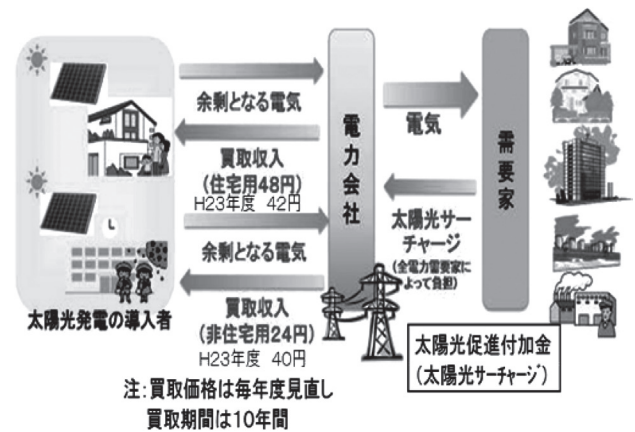 余剰となる電気
買取収入
(住宅用48円)
H23年度 42円
余剰となる電気
買取収入
(非住宅用24円)
H23年度 40円
太陽光発電の導入者
電力会社
電気
太陽光サー
チャージ
(全電力需要家に
よって負担)
需要家
太陽光促進付加金
(太陽光サーチャージ)
注:買取価格は毎年度見直し
買取期間は10年間